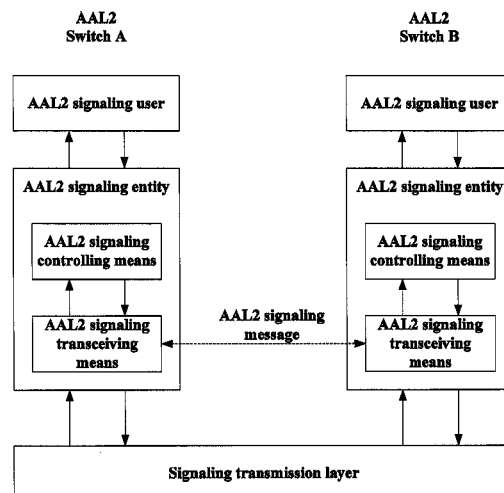 AAL2
Switch A
AAL2
Switch B
AAL2 signaling user
AAL2 signaling user
AAL2 signaling entity
AAL2 signaling entity
AAL2 signaling
controlling means
AAL2 signaling
controlling means
AAL2 signaling
transceiving
means
AAL2 signaling
message
AAL2 signaling
transceiving
means
Signaling transmission layer